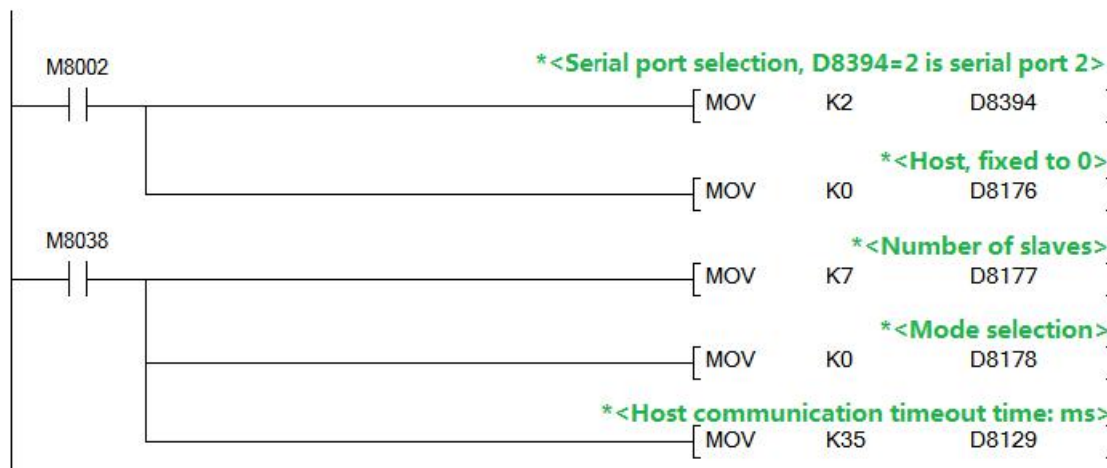 *<Serial port selection, D8394=2 is serial port 2>
M8002
MOV K2 D8394
*<Host, fixed to 0>
MOV K0 D8176
M8038
*<Number of slaves>
MOV K7 D8177
*<Mode selection>
MOV K0 D8178
*<Host communication timeout time: ms>
MOV K35 D8129